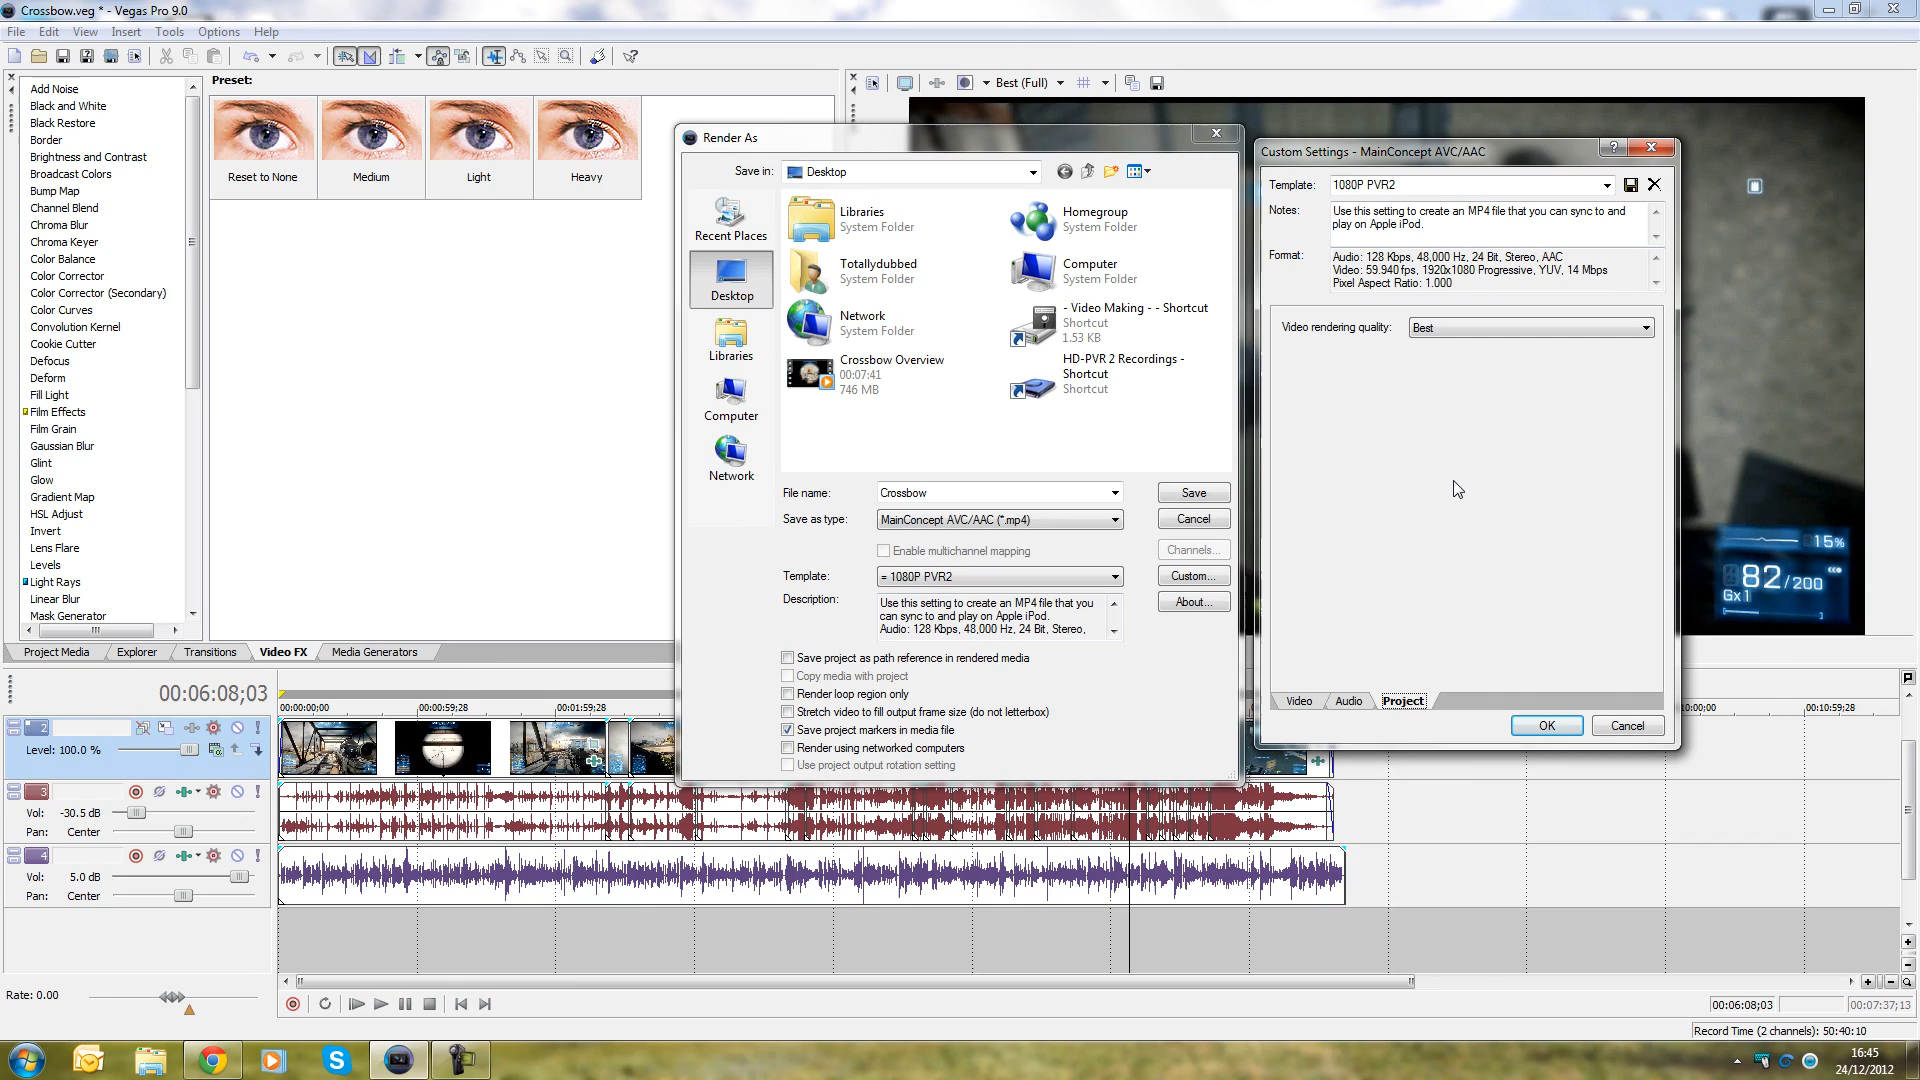 Crossbow.veg * - Vegas Pro 9.0
File Edit View Insert Tools Options Help
Add Noise
Black and White
Black Restore
Border
Brightness and Contrast
Broadcast Colors
Bump Map
Channel Blend
Chroma Blur
Chroma Keyer
Color Balance
Color Corrector
Color Corrector (Secondary)
Color Curves
Convolution Kernel
Cookie Cutter
Defocus
Deform
Fill Light
Film Effects
Film Grain
Gaussian Blur
Glint
Glow
Gradient Map
HSL Adjust
Invert
Lens Flare
Levels
Light Rays
Linear Blur
Mask Generator
Preset:
Reset to None Medium Light Heavy
Project Media Explorer Transitions Video FX Media Generators
Best (Full)
Render As
Save in: Desktop
Recent Places
Desktop
Libraries
Computer
Network
Libraries
System Folder
Homegroup
System Folder
Totallydubbed
System Folder
Computer
System Folder
Network
System Folder
- Video Making - - Shortcut
Shortcut
1.53 KB
Crossbow Overview
00:07:41
746 MB
HD-PVR 2 Recordings -
Shortcut
Shortcut
File name: Crossbow Save
Save as type: MainConcept AVC/AAC (*.mp4) Cancel
Enable multichannel mapping Channels...
Template: = 1080P PVR2 Custom...
Description: Use this setting to create an MP4 file that you
can sync to and play on Apple iPod.
Audio: 128 Kbps, 48,000 Hz, 24 Bit, Stereo,
About...
Save project as path reference in rendered media
Copy media with project
Render loop region only
Stretch video to fill output frame size (do not letterbox)
Save project markers in media file
Render using networked computers
Use project output rotation setting
Custom Settings - MainConcept AVC/AAC
Template: 1080P PVR2
Notes: Use this setting to create an MP4 file that you can sync to and
play on Apple iPod.
Format: Audio: 128 Kbps, 48,000 Hz, 24 Bit, Stereo, AAC
Video: 59.940 fps, 1920x1080 Progressive, YUV, 14 Mbps
Pixel Aspect Ratio: 1.000
Video rendering quality: Best
Video Audio Project
OK Cancel
15%
82/200
Gx1
00:06:08;03
00:00:00;00 00:00:59;28 00:01:59;28 00:10:59;28
2
Level: 100.0 %
3
Vol: -30.5 dB
Pan: Center
4
Vol: 5.0 dB
Pan: Center
Rate: 0.00
00:06:08;03 00:07:37;13
Record Time (2 channels): 50:40:10
16:45
24/12/2012